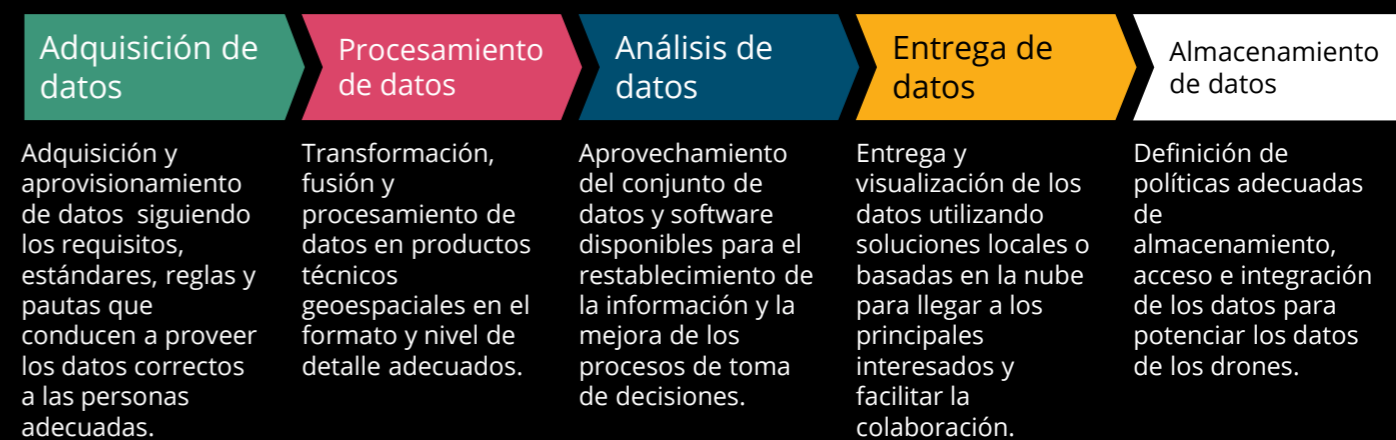 Adquisición de
datos
Procesamiento
de datos
Análisis de
datos
Entrega de
datos
Almacenamiento
de datos
Adquisición y
aprovisionamiento
de datos siguiendo
los requisitos,
estándares, reglas y
pautas que
conducen a proveer
los datos correctos
a las personas
adecuadas.
Transformación,
fusión y
procesamiento de
datos en productos
técnicos
geoespaciales en el
formato y nivel de
detalle adecuados.
Aprovechamiento
del conjunto de
datos y software
disponibles para el
restablecimiento de
la información y la
mejora de los
procesos de toma
de decisiones.
Entrega y
visualización de los
datos utilizando
soluciones locales o
basadas en la nube
para llegar a los
principales
interesados y
facilitar la
colaboración.
Definición de
políticas adecuadas
de
almacenamiento,
acceso e integración
de los datos para
potenciar los datos
de los drones.